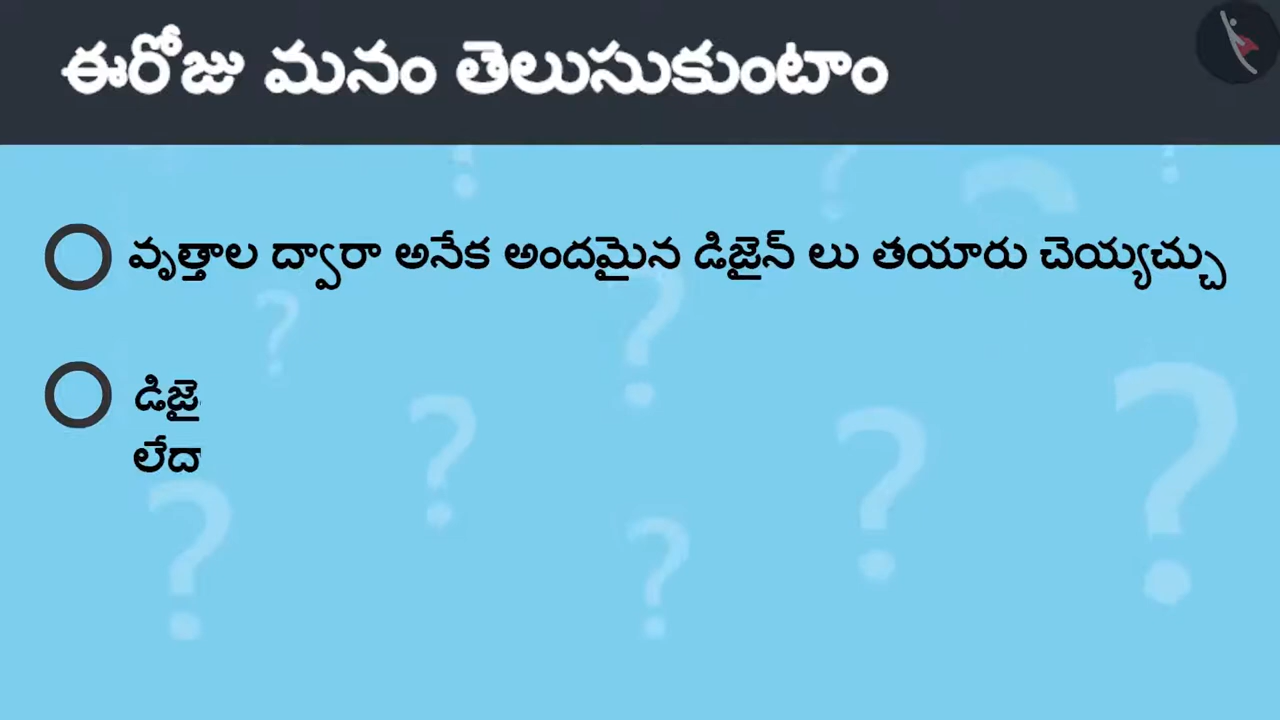 ఈరోజు మనం తెలుసుకుంటాం
వృత్తాల ద్వారా అనేక అందమైన డిజైన్ లు తయారు చెయ్యచ్చు